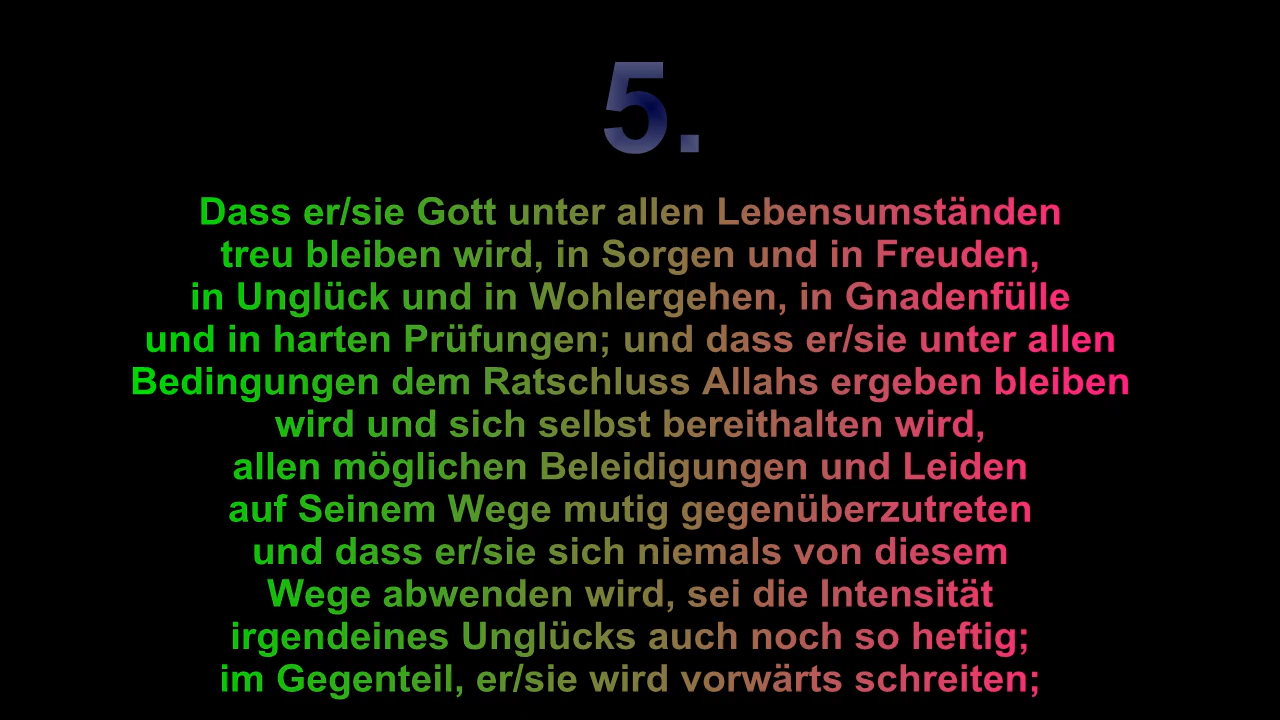 5.
Dass er/sie Gott unter allen Lebensumständen
treu bleiben wird, in Sorgen und in Freuden,
in Unglück und in Wohlergehen, in Gnadenfülle
und in harten Prüfungen; und dass er/sie unter allen
Bedingungen dem Ratschluss Allahs ergeben bleiben
wird und sich selbst bereithalten wird,
allen möglichen Beleidigungen und Leiden
auf Seinem Wege mutig gegenüberzutreten
und dass er/sie sich niemals von diesem
Wege abwenden wird, sei die Intensität
irgendeines Unglücks auch noch so heftig;
im Gegenteil, er/sie wird vorwärts schreiten;